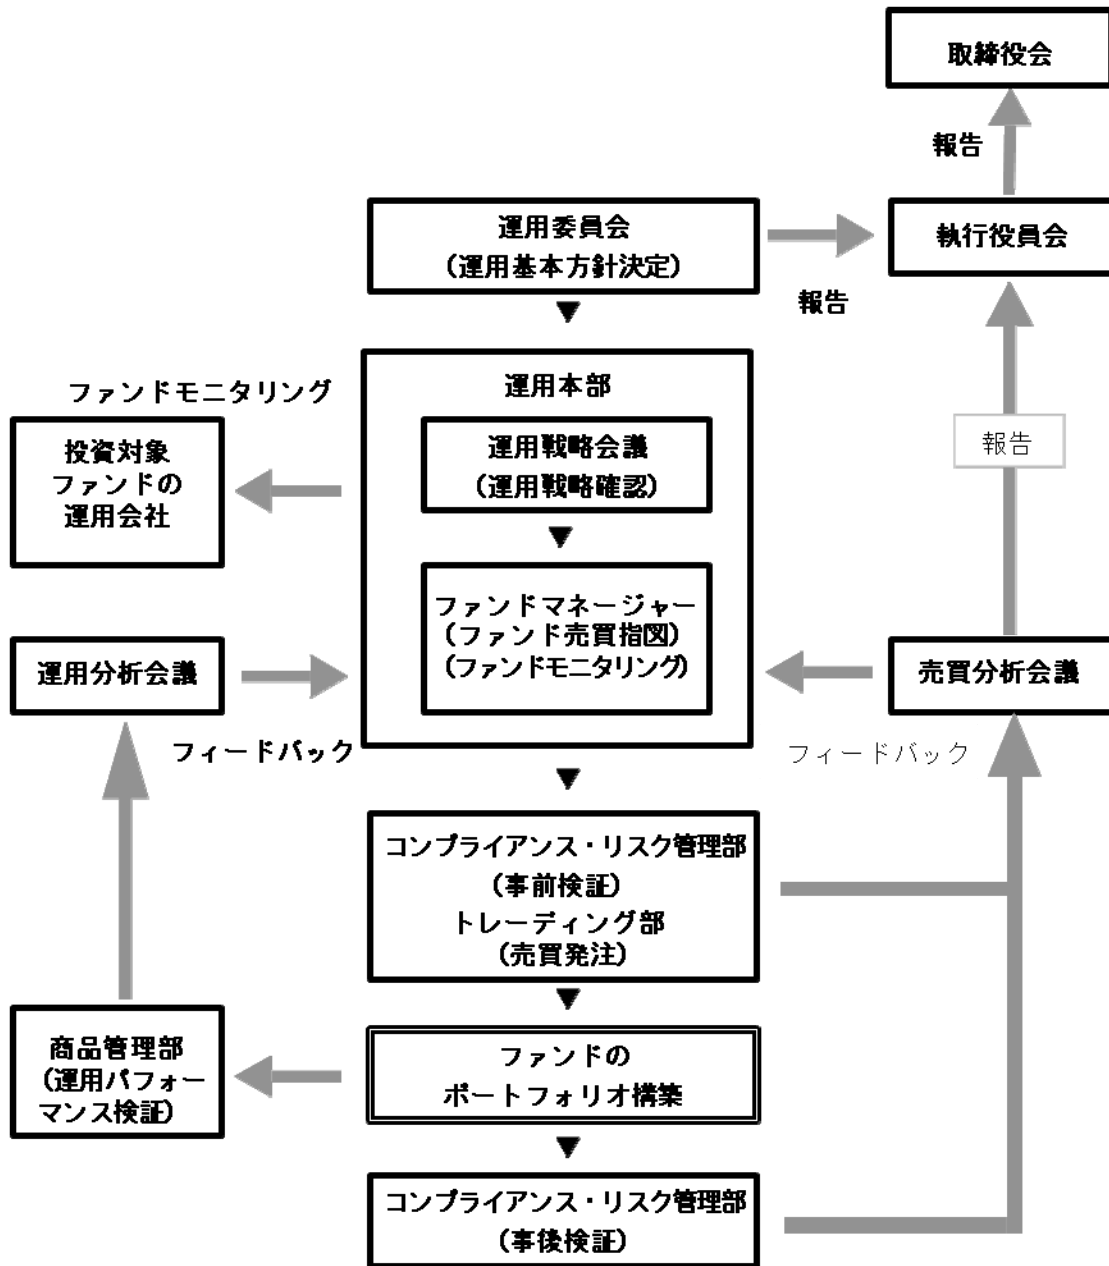 取締役会
報告
運用委員会
(運用基本方針決定)
執行役員会
報告
運用本部
ファンドモニタリング
投資対象
ファンドの
運用会社
運用戦略会議
(運用戦略確認)
報告
ファンドマネージャー
(ファンド売買指図)
(ファンドモニタリング)
運用分析会議
売買分析会議
フィードバック
フィードバック
コンプライアンス・リスク管理部
(事前検証)
トレーディング部
(売買発注)
商品管理部
(運用パフォー
マンス検証)
ファンドの
ポートフォリオ構築
コンプライアンス・リスク管理部
(事後検証)